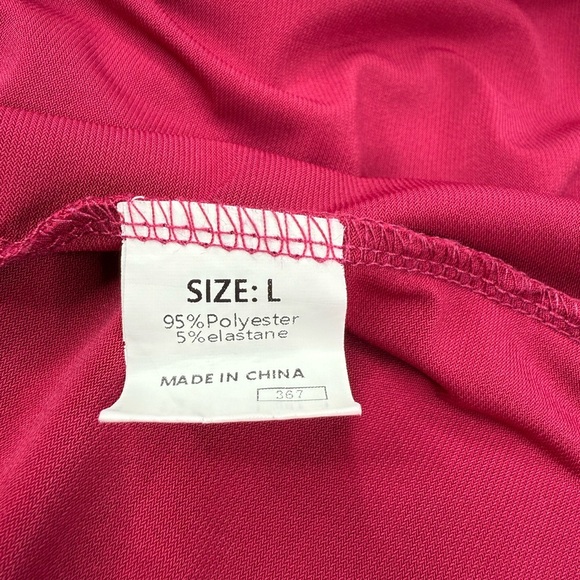 SIZE: L
95%Polyester
5%elastane
MADE IN CHINA
367